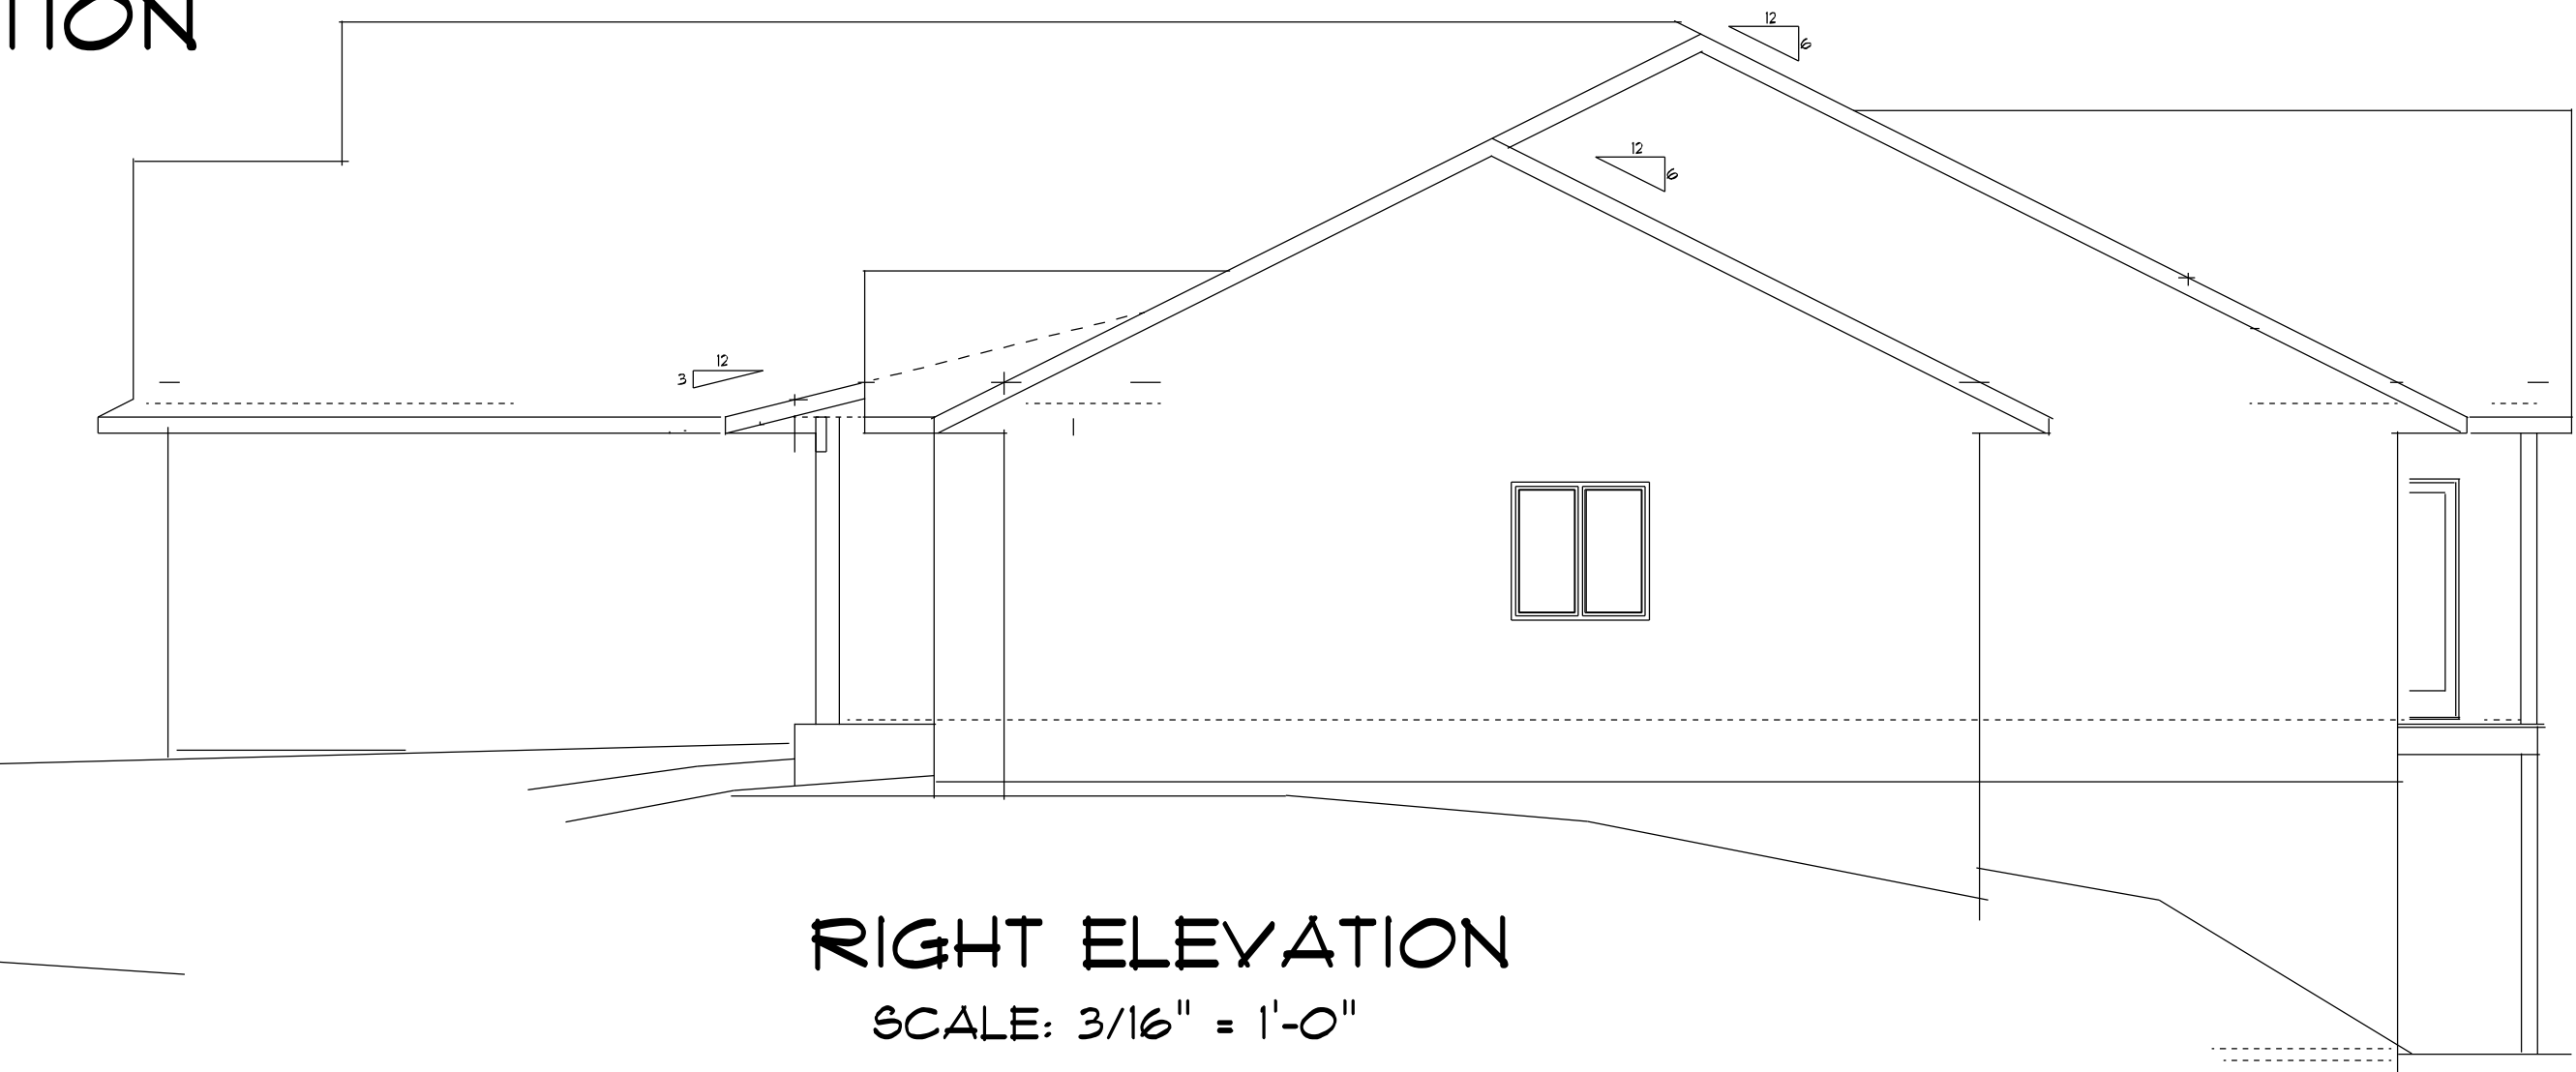 TION
12
6
12
6
12
3
RIGHT ELEVATION
SCALE: 3/16" = 1'-0"